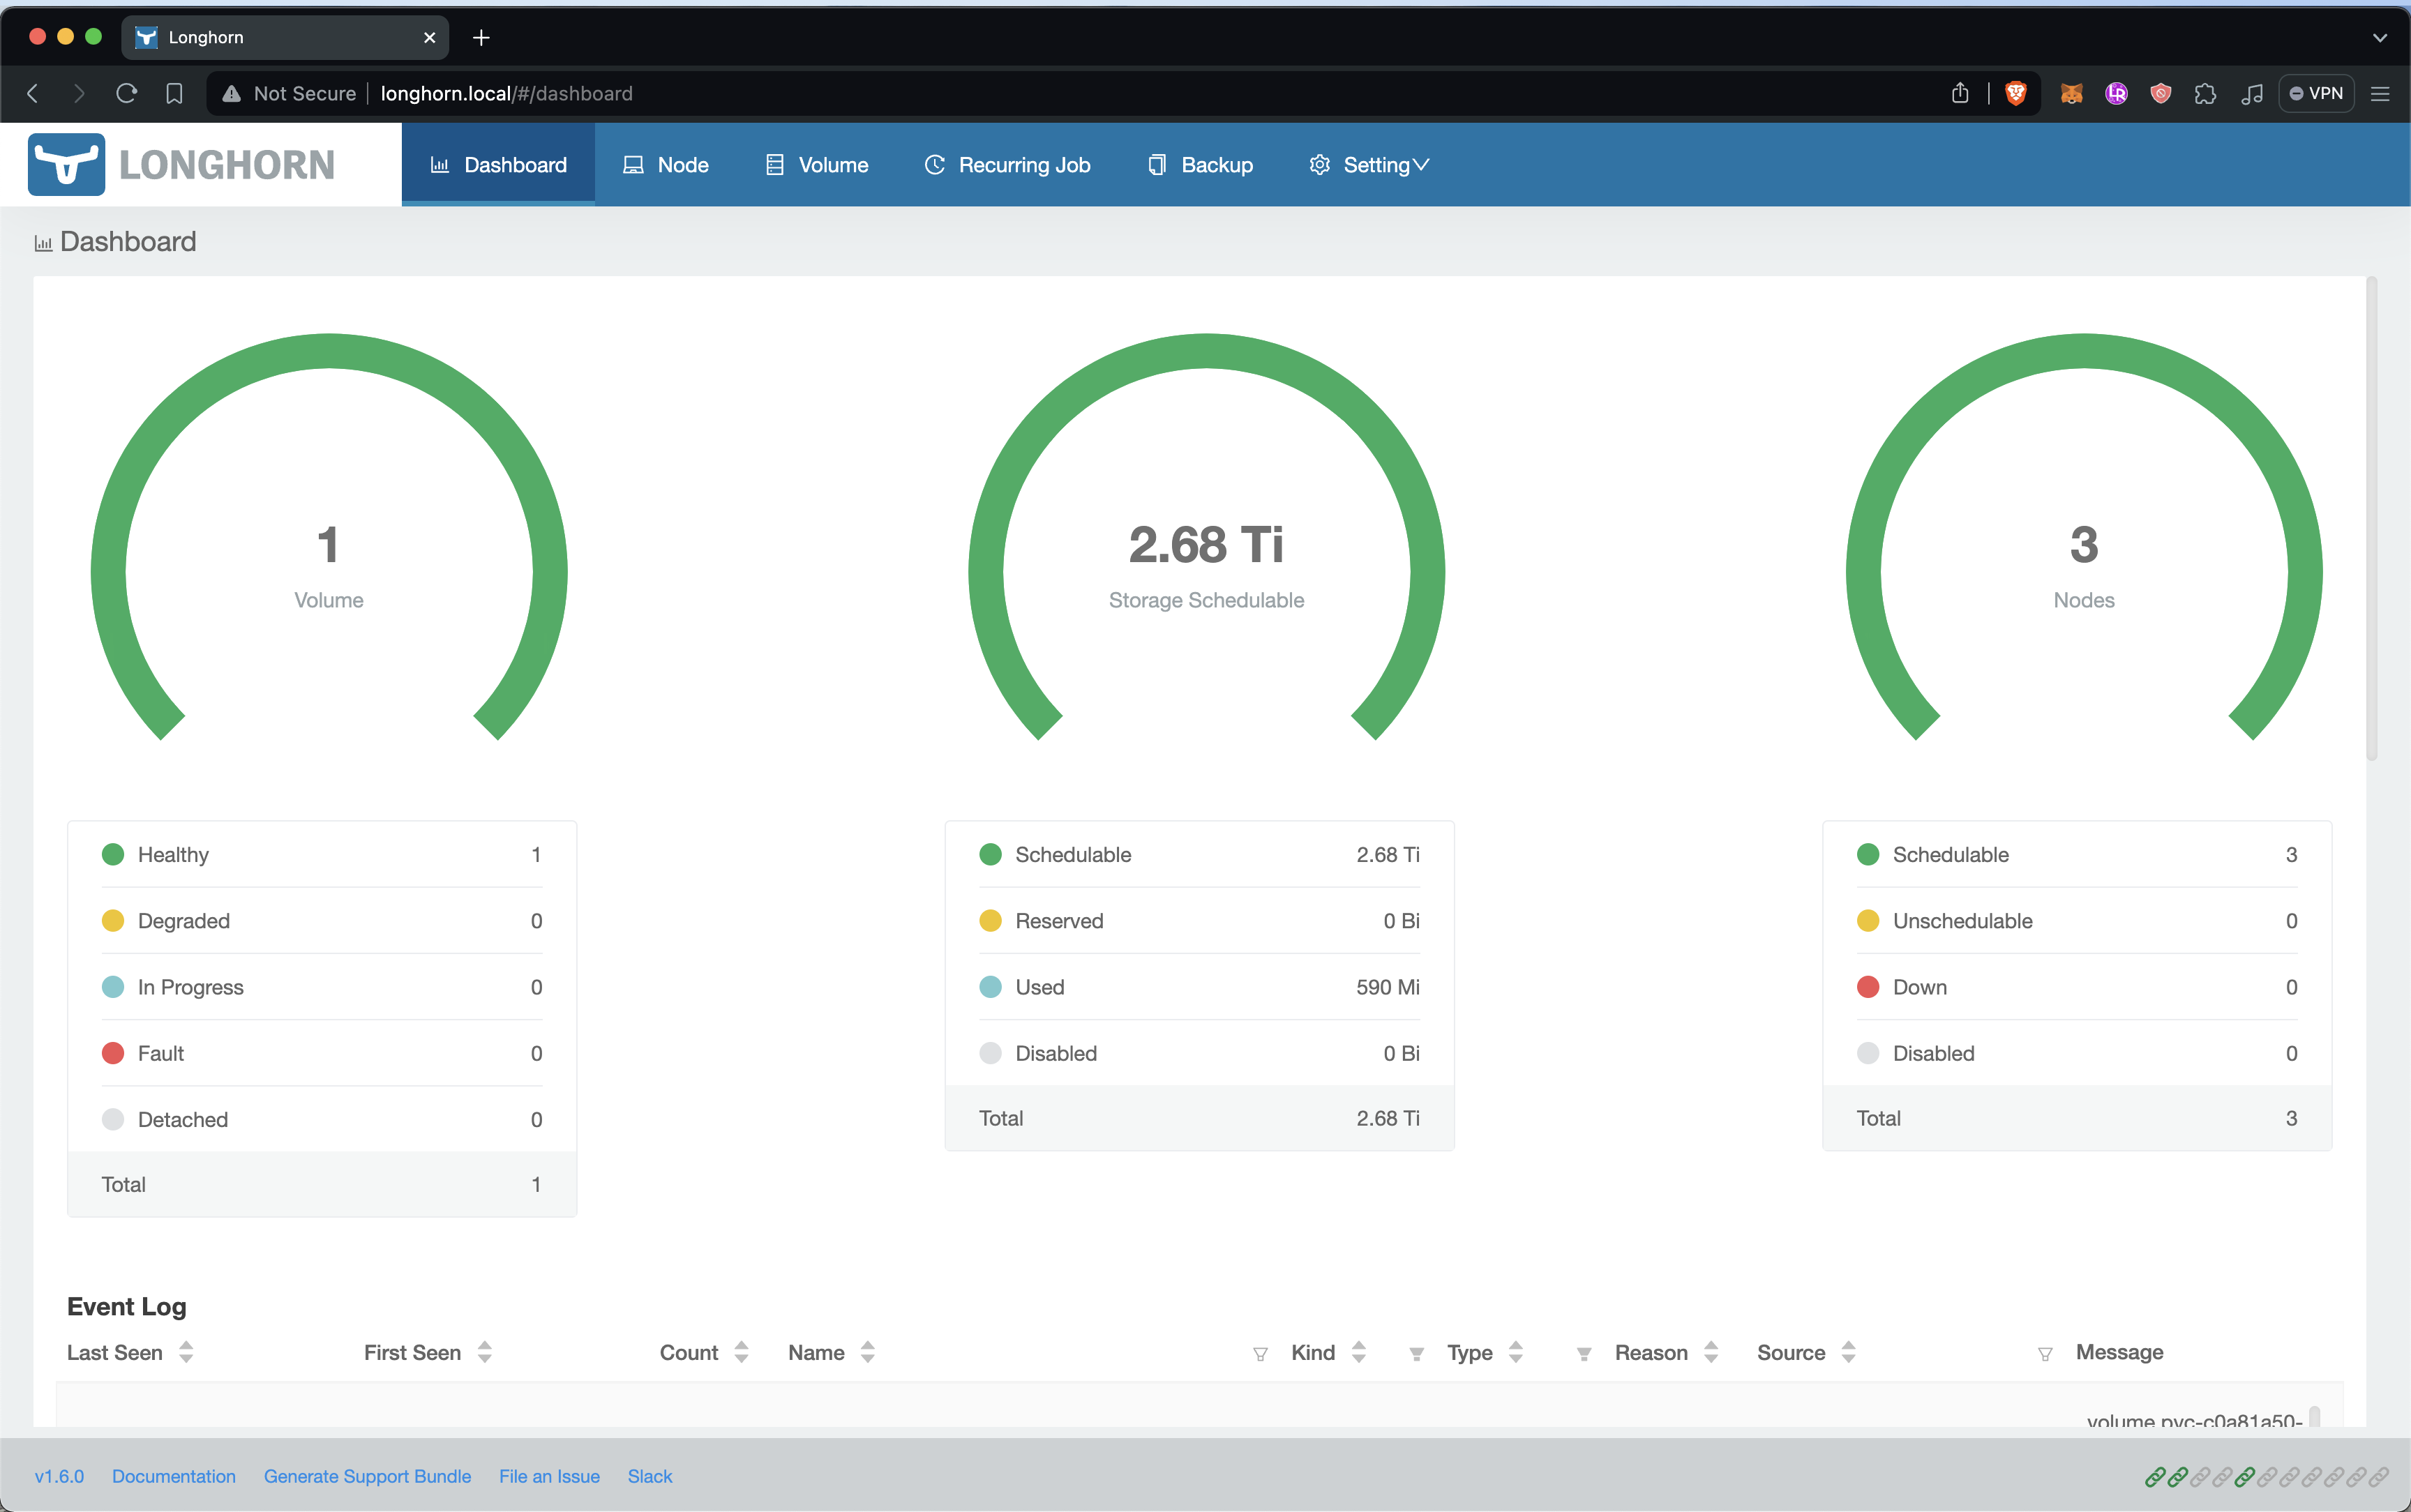 Longhorn
Not Secure longhorn.local/#/dashboard
VPN
LONGHORN
Dashboard Node Volume Recurring Job Backup Setting
Dashboard
1
Volume
2.68 Ti
Storage Schedulable
3
Nodes
Healthy 1
Degraded 0
In Progress 0
Fault 0
Detached 0
Total 1
Schedulable 2.68 Ti
Reserved 0 Bi
Used 590 Mi
Disabled 0 Bi
Total 2.68 Ti
Schedulable 3
Unschedulable 0
Down 0
Disabled 0
Total 3
Event Log
Last Seen First Seen Count Name Kind Type Reason Source Message
volume pvc-c0a81a50-
v1.6.0 Documentation Generate Support Bundle File an Issue Slack